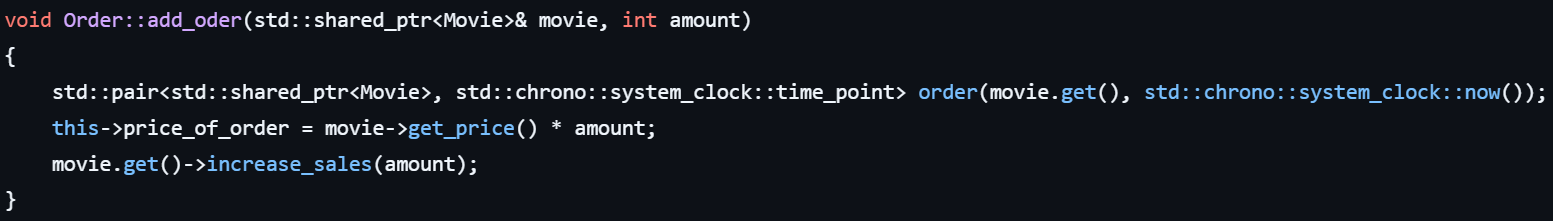 void Order::add_oder(std::shared_ptr<Movie>& movie, int amount)
{
    std::pair<std::shared_ptr<Movie>, std::chrono::system_clock::time_point> order(movie.get(), std::chrono::system_clock::now());
    this->price_of_order = movie->get_price() * amount;
    movie.get()->increase_sales(amount);
}